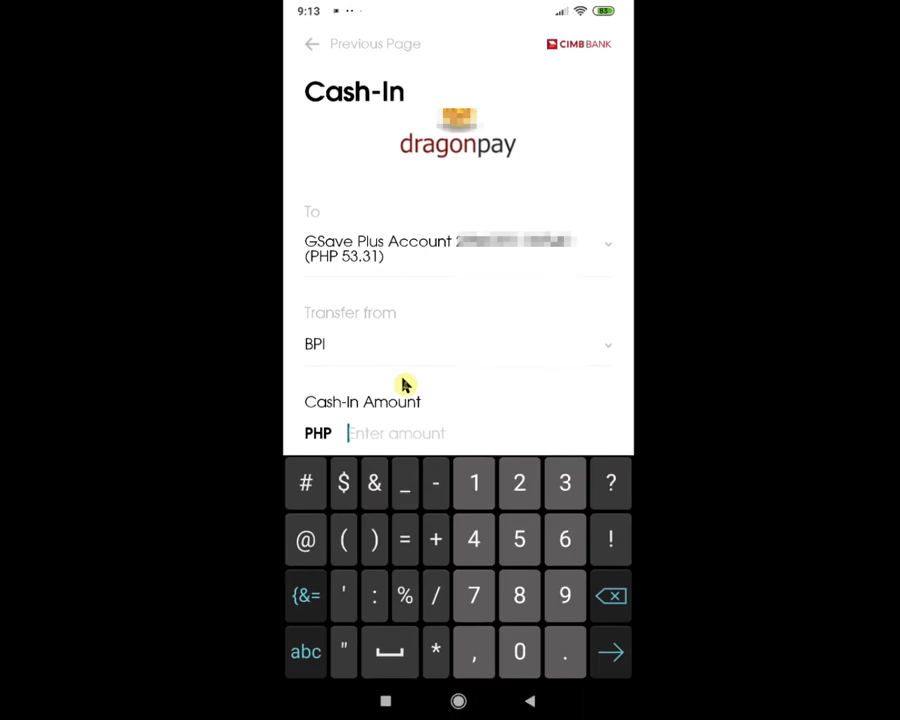 9:13
83
Previous Page
CIMB BANK
Cash-In
dragonpay
To
GSave Plus Account
(PHP 53.31)
Transfer from
BPI
Cash-In Amount
PHP Enter amount
# $ & _ - 1 2 3 ?
@ ( ) = + 4 5 6 !
{&= ' : % / 7 8 9
abc " * , 0 .